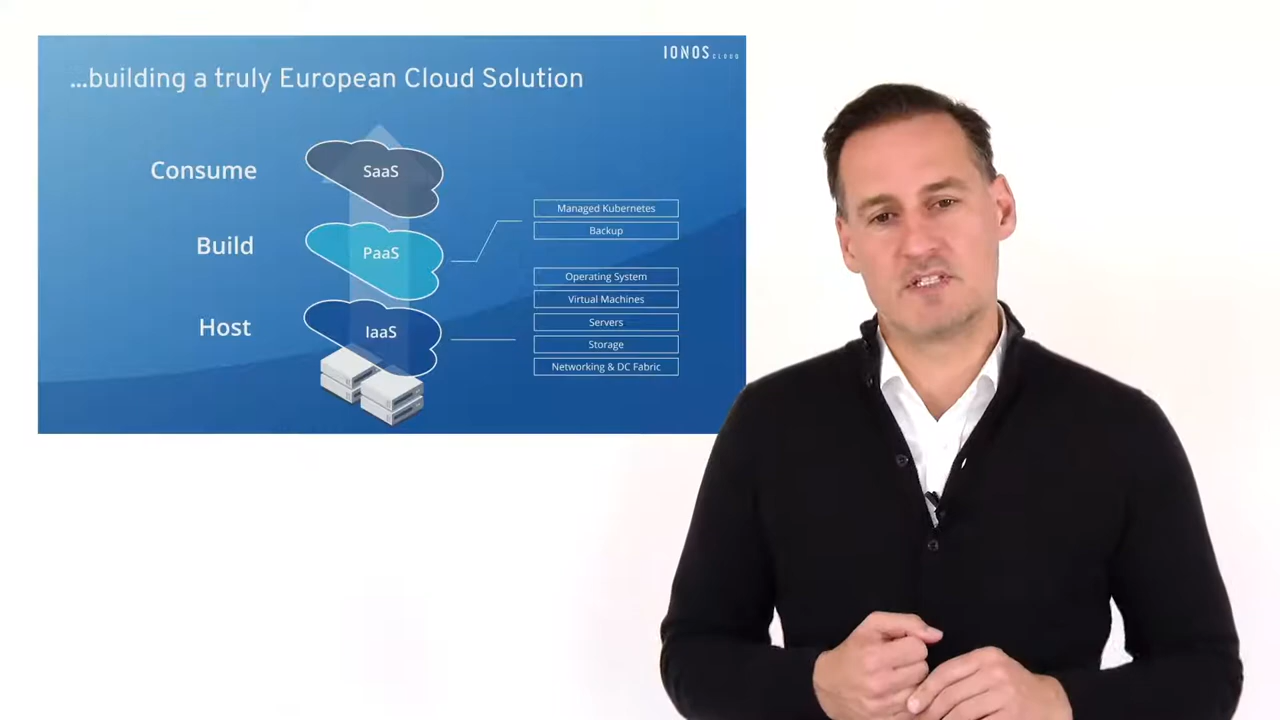 IONOS CLOUD
...building a truly European Cloud Solution
Consume
SaaS
Managed Kubernetes
Backup
Build
PaaS
Operating System
Virtual Machines
Servers
Storage
Networking & DC Fabric
Host
IaaS